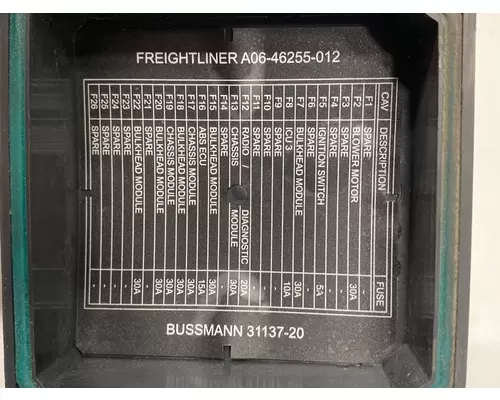 FREIGHTLINER A06-46255-012
CAV DESCRIPTION FUSE
F1 SPARE -
F2 BLOWER MOTOR 30A
F3 SPARE -
F4 SPARE -
F5 IGNITION SWITCH 5A
F6 SPARE -
F7 BULKHEAD MODULE 30A
F8 ICU 3 10A
F9 SPARE -
F10 SPARE -
F11 SPARE -
F12 RADIO / DIAGNOSTIC 20A
F13 CHASSIS MODULE 30A
F14 SPARE -
F15 BULKHEAD MODULE 30A
F16 ABS ECU 15A
F17 CHASSIS MODULE 30A
F18 BULKHEAD MODULE 30A
F19 CHASSIS MODULE 30A
F20 BULKHEAD MODULE 30A
F21 SPARE -
F22 BULKHEAD MODULE 30A
F23 SPARE -
F24 SPARE -
F25 SPARE -
F26 SPARE -
BUSSMANN 31137-20